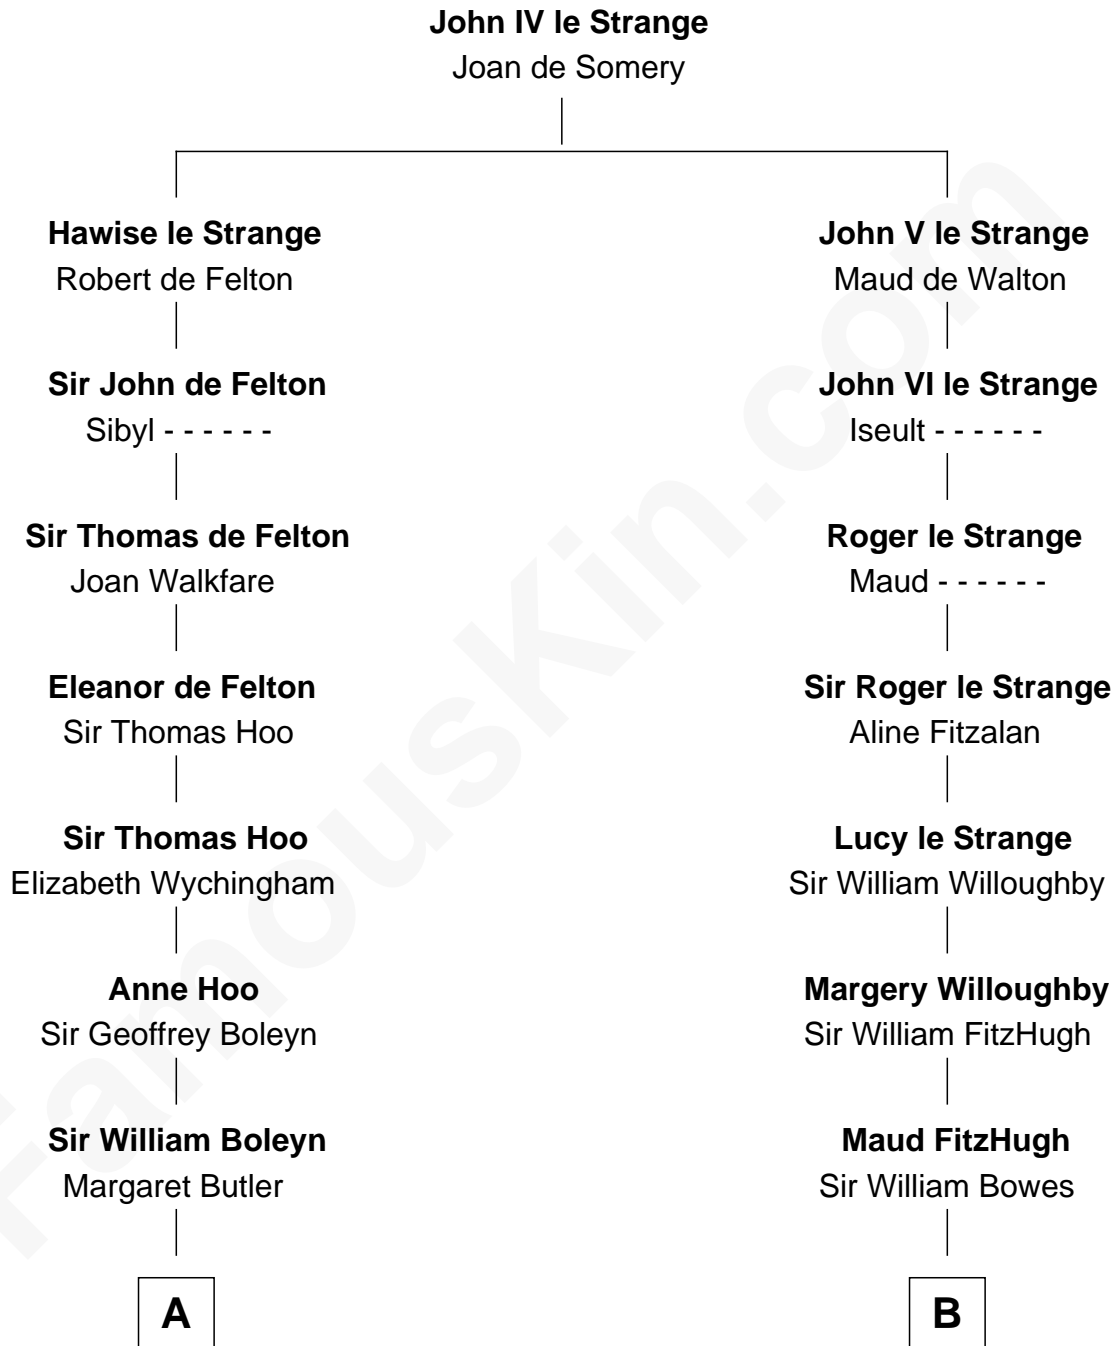 John IV le Strange
Joan de Somery
Hawise le Strange
Robert de Felton
John V le Strange
Maud de Walton
Sir John de Felton
Sibyl - - - - - -
John VI le Strange
Iseult - - - - - -
Sir Thomas de Felton
Joan Walkfare
Roger le Strange
Maud - - - - - -
Eleanor de Felton
Sir Thomas Hoo
Sir Roger le Strange
Aline Fitzalan
Sir Thomas Hoo
Elizabeth Wychingham
Lucy le Strange
Sir William Willoughby
Anne Hoo
Sir Geoffrey Boleyn
Margery Willoughby
Sir William FitzHugh
Sir William Boleyn
Margaret Butler
Maud FitzHugh
Sir William Bowes
A
B
FamousKin.com